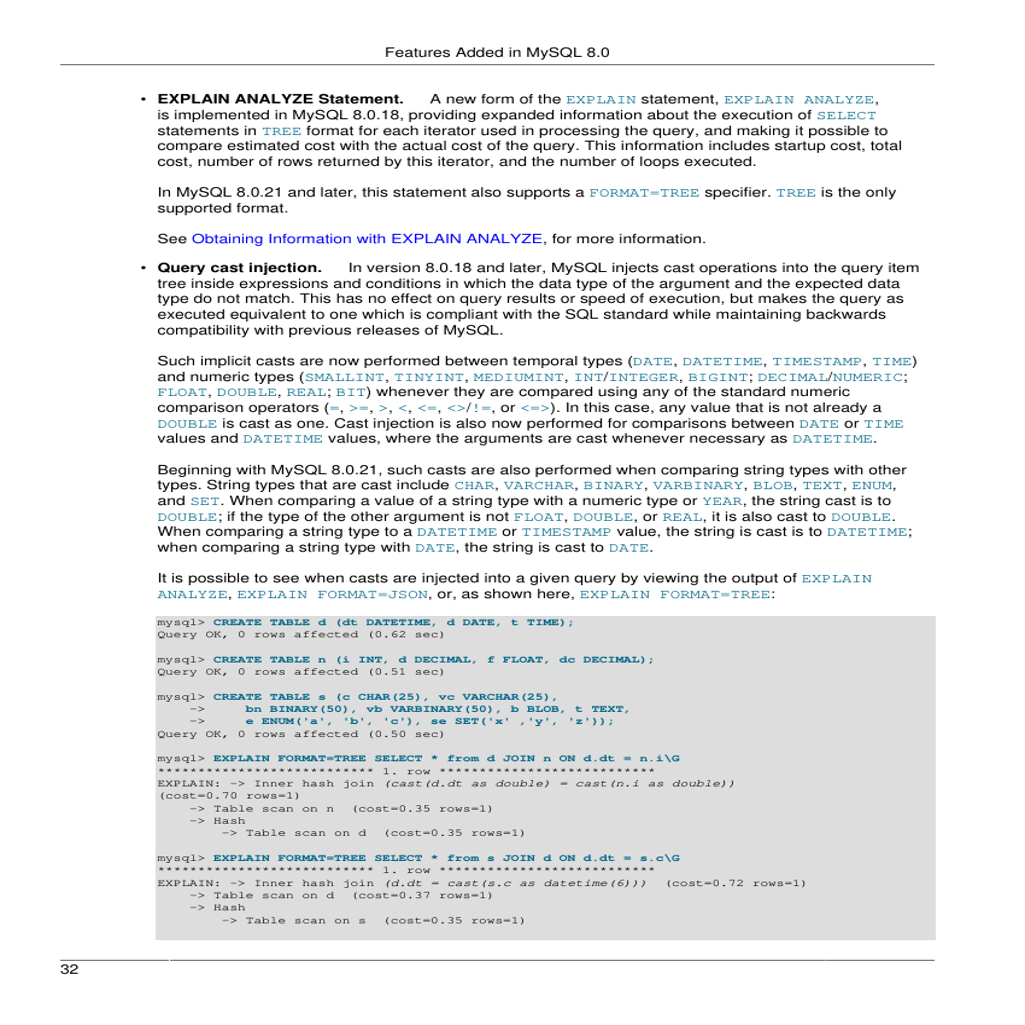 Features Added in MySQL 8.0
• EXPLAIN ANALYZE Statement. A new form of the EXPLAIN statement, EXPLAIN ANALYZE,
is implemented in MySQL 8.0.18, providing expanded information about the execution of SELECT
statements in TREE format for each iterator used in processing the query, and making it possible to
compare estimated cost with the actual cost of the query. This information includes startup cost, total
cost, number of rows returned by this iterator, and the number of loops executed.
In MySQL 8.0.21 and later, this statement also supports a FORMAT=TREE specifier. TREE is the only
supported format.
See Obtaining Information with EXPLAIN ANALYZE, for more information.
• Query cast injection. In version 8.0.18 and later, MySQL injects cast operations into the query item
tree inside expressions and conditions in which the data type of the argument and the expected data
type do not match. This has no effect on query results or speed of execution, but makes the query as
executed equivalent to one which is compliant with the SQL standard while maintaining backwards
compatibility with previous releases of MySQL.
Such implicit casts are now performed between temporal types (DATE, DATETIME, TIMESTAMP, TIME)
and numeric types (SMALLINT, TINYINT, MEDIUMINT, INT/INTEGER, BIGINT; DECIMAL/NUMERIC;
FLOAT, DOUBLE, REAL; BIT) whenever they are compared using any of the standard numeric
comparison operators (=, >=, >, <, <=, <>/!=, or <=>). In this case, any value that is not already a
DOUBLE is cast as one. Cast injection is also now performed for comparisons between DATE or TIME
values and DATETIME values, where the arguments are cast whenever necessary as DATETIME.
Beginning with MySQL 8.0.21, such casts are also performed when comparing string types with other
types. String types that are cast include CHAR, VARCHAR, BINARY, VARBINARY, BLOB, TEXT, ENUM,
and SET. When comparing a value of a string type with a numeric type or YEAR, the string cast is to
DOUBLE; if the type of the other argument is not FLOAT, DOUBLE, or REAL, it is also cast to DOUBLE.
When comparing a string type to a DATETIME or TIMESTAMP value, the string is cast is to DATETIME;
when comparing a string type with DATE, the string is cast to DATE.
It is possible to see when casts are injected into a given query by viewing the output of EXPLAIN
ANALYZE, EXPLAIN FORMAT=JSON, or, as shown here, EXPLAIN FORMAT=TREE:
mysql> CREATE TABLE d (dt DATETIME, d DATE, t TIME);
Query OK, 0 rows affected (0.62 sec)
mysql> CREATE TABLE n (i INT, d DECIMAL, f FLOAT, dc DECIMAL);
Query OK, 0 rows affected (0.51 sec)
mysql> CREATE TABLE s (c CHAR(25), vc VARCHAR(25),
    ->     bn BINARY(50), vb VARBINARY(50), b BLOB, t TEXT,
    ->     e ENUM('a', 'b', 'c'), se SET('x' ,'y', 'z'));
Query OK, 0 rows affected (0.50 sec)
mysql> EXPLAIN FORMAT=TREE SELECT * from d JOIN n ON d.dt = n.i\G
*************************** 1. row ***************************
EXPLAIN: -> Inner hash join (cast(d.dt as double) = cast(n.i as double))
(cost=0.70 rows=1)
    -> Table scan on n  (cost=0.35 rows=1)
    -> Hash
        -> Table scan on d  (cost=0.35 rows=1)
mysql> EXPLAIN FORMAT=TREE SELECT * from s JOIN d ON d.dt = s.c\G
*************************** 1. row ***************************
EXPLAIN: -> Inner hash join (d.dt = cast(s.c as datetime(6)))  (cost=0.72 rows=1)
    -> Table scan on d  (cost=0.37 rows=1)
    -> Hash
        -> Table scan on s  (cost=0.35 rows=1)
32